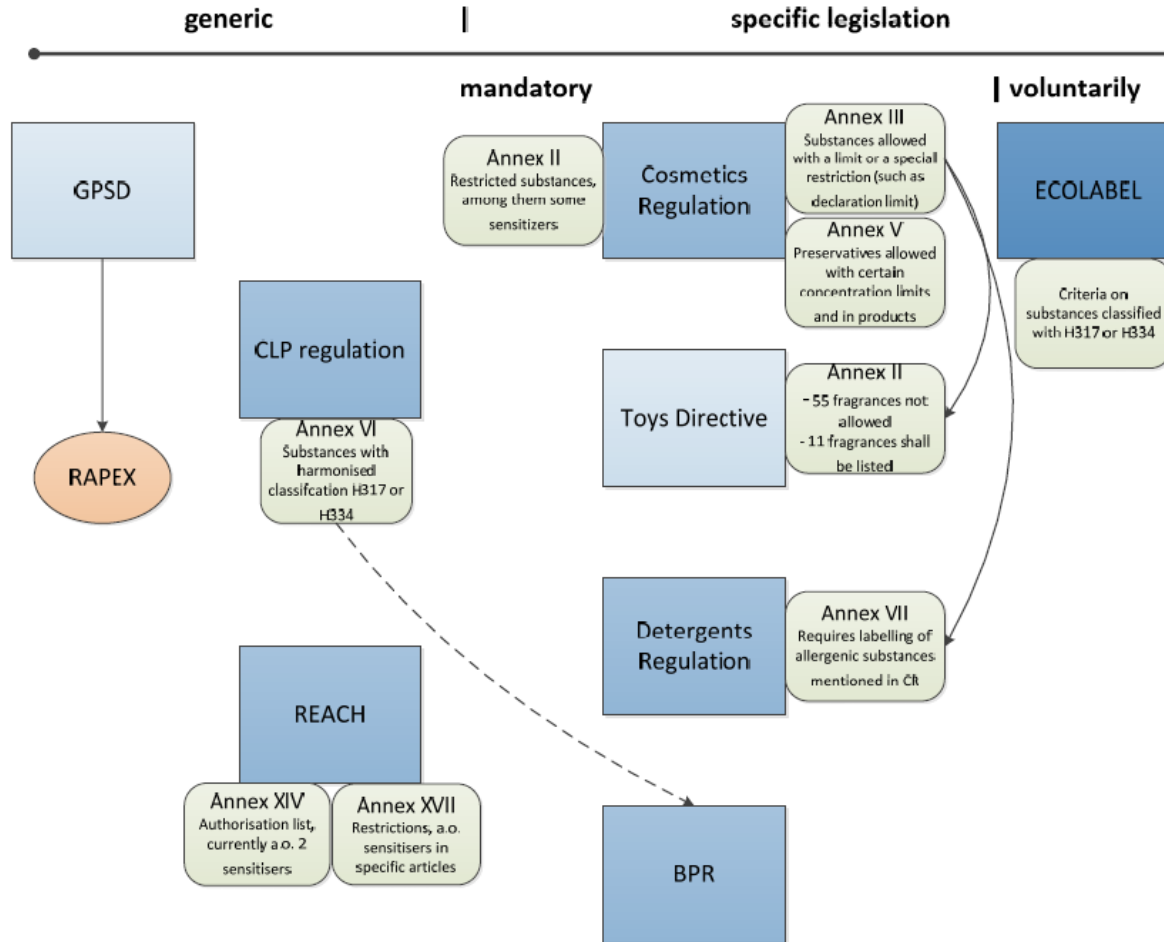 generic
specific legislation
mandatory
voluntarily
GPSD
RAPEX
CLP regulation
Annex VI
Substances with
harmonised
classifcation H317 or
H334
REACH
Annex XIV
Authorisation list,
currently a.o. 2
sensitisers
Annex XVII
Restrictions, a.o.
sensitisers in
specific articles
Annex II
Restricted substances,
among them some
sensitizers
Cosmetics
Regulation
Annex III
Substances allowed
with a limit or a special
restriction (such as
declaration limit)
Annex V
Preservatives allowed
with certain
concentration limits
and in products
Toys Directive
Annex II
- 55 fragrances not
allowed
- 11 fragrances shall
be listed
Detergents
Regulation
Annex VII
Requires labelling of
allergenic substances
mentioned in CR
BPR
ECOLABEL
Criteria on
substances classified
with H317 or H334